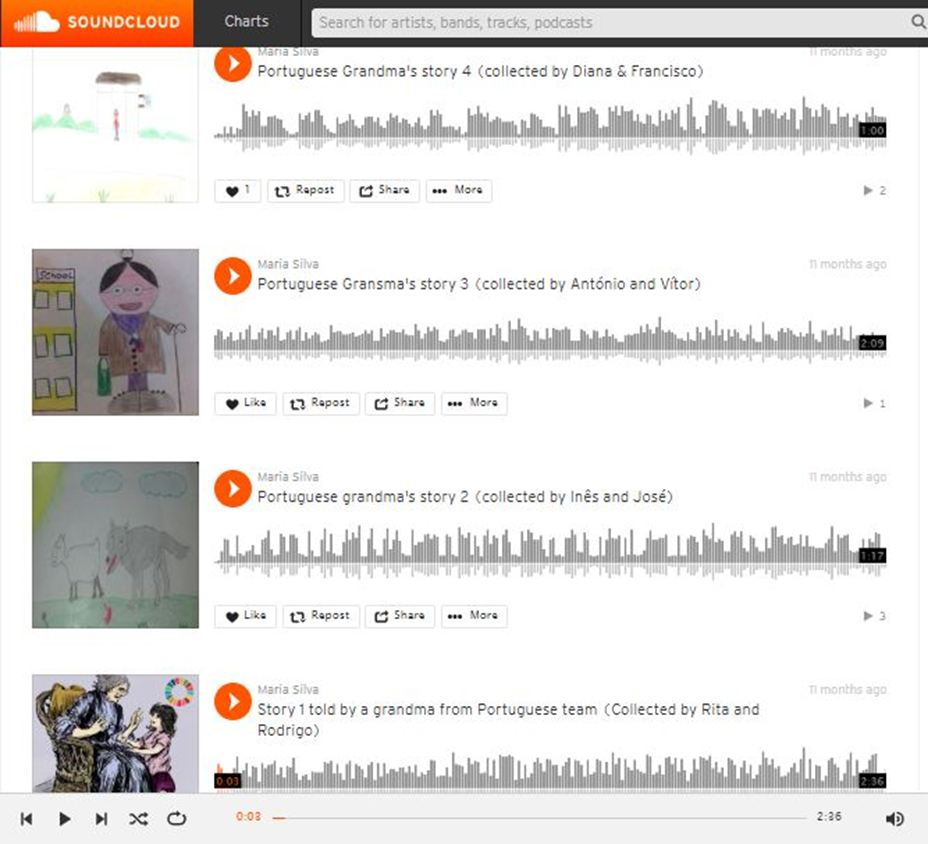 SOUNDCLOUD Charts Search for artists, bands, tracks, podcasts
Maria Silva 11 months ago
Portuguese Grandma's story 4 (collected by Diana & Francisco)
1:00
1 Repost Share More 2
Maria Silva 11 months ago
School
Portuguese Gransma's story 3 (collected by António and Vítor)
2:09
Like Repost Share More 1
Maria Silva 11 months ago
Portuguese grandma's story 2 (collected by Inês and José)
1:17
Like Repost Share More 3
Maria Silva 11 months ago
Story 1 told by a grandma from Portuguese team (Collected by Rita and
Rodrigo)
0:03 2:36
0:03 2:36